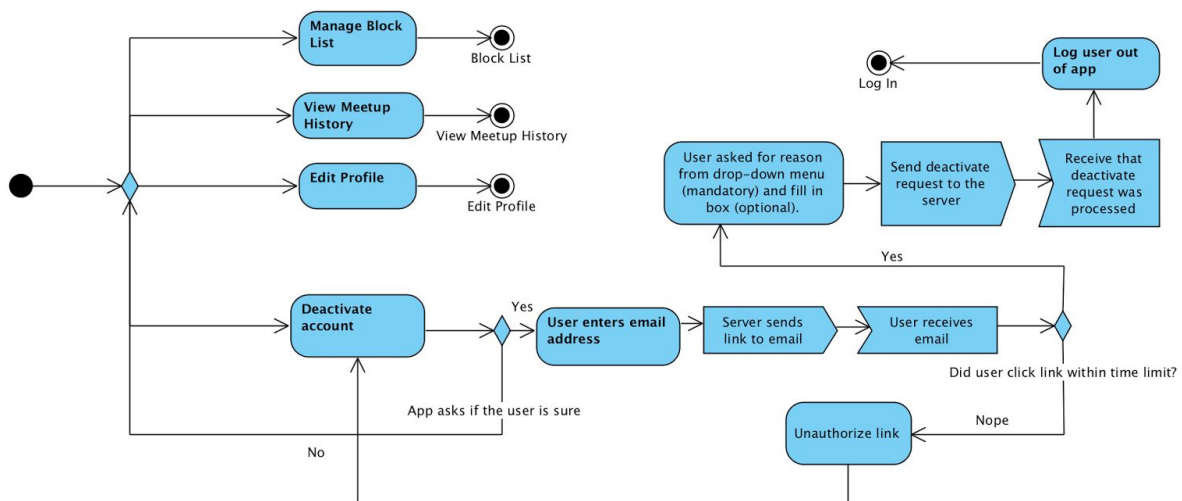 Manage Block
List
Block List
View Meetup
History
View Meetup History
Edit Profile
Edit Profile
Log user out
of app
Log In
User asked for reason
from drop-down menu
(mandatory) and fill in
box (optional).
Send deactivate
request to the
server
Receive that
deactivate
request was
processed
Yes
Deactivate
account
Yes
User enters email
address
Server sends
link to email
User receives
email
Did user click link within time limit?
App asks if the user is sure
No
Unauthorize link
Nope